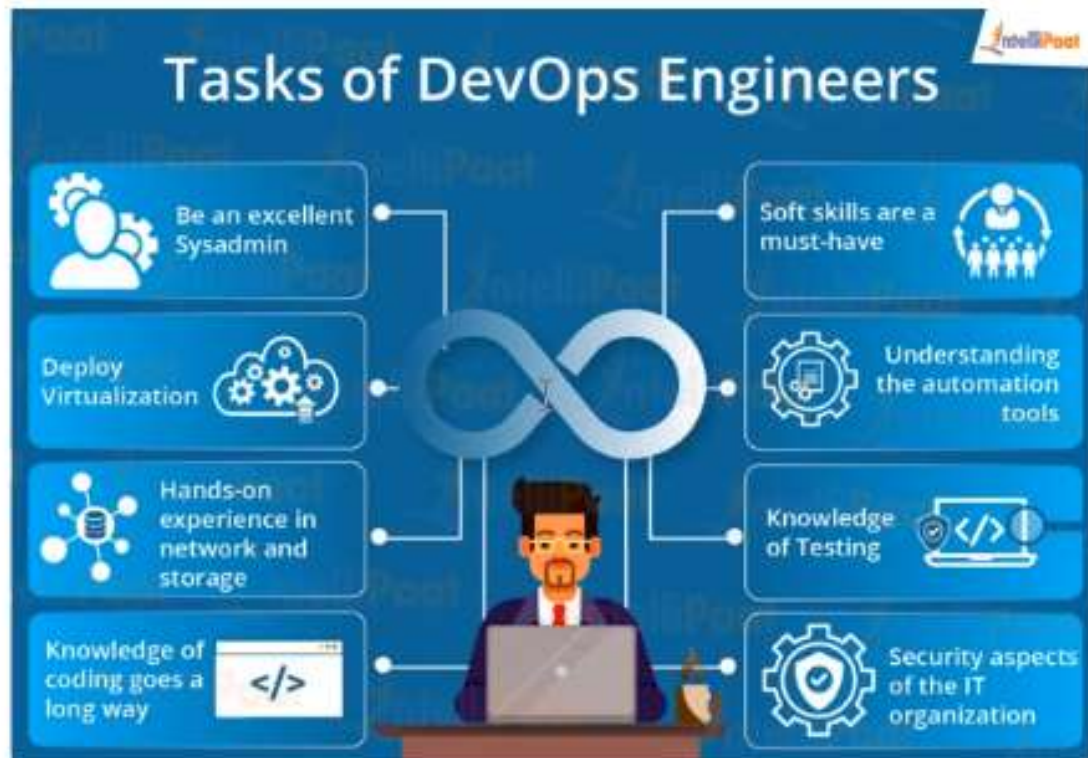 IntelliPaat
Tasks of DevOps Engineers
Be an excellent
Sysadmin
Deploy
Virtualization
Hands-on
experience in
network and
storage
Knowledge of
coding goes a
long way
</>
Soft skills are a
must-have
Understanding
the automation
tools
Knowledge
of Testing
</>
Security aspects
of the IT
organization